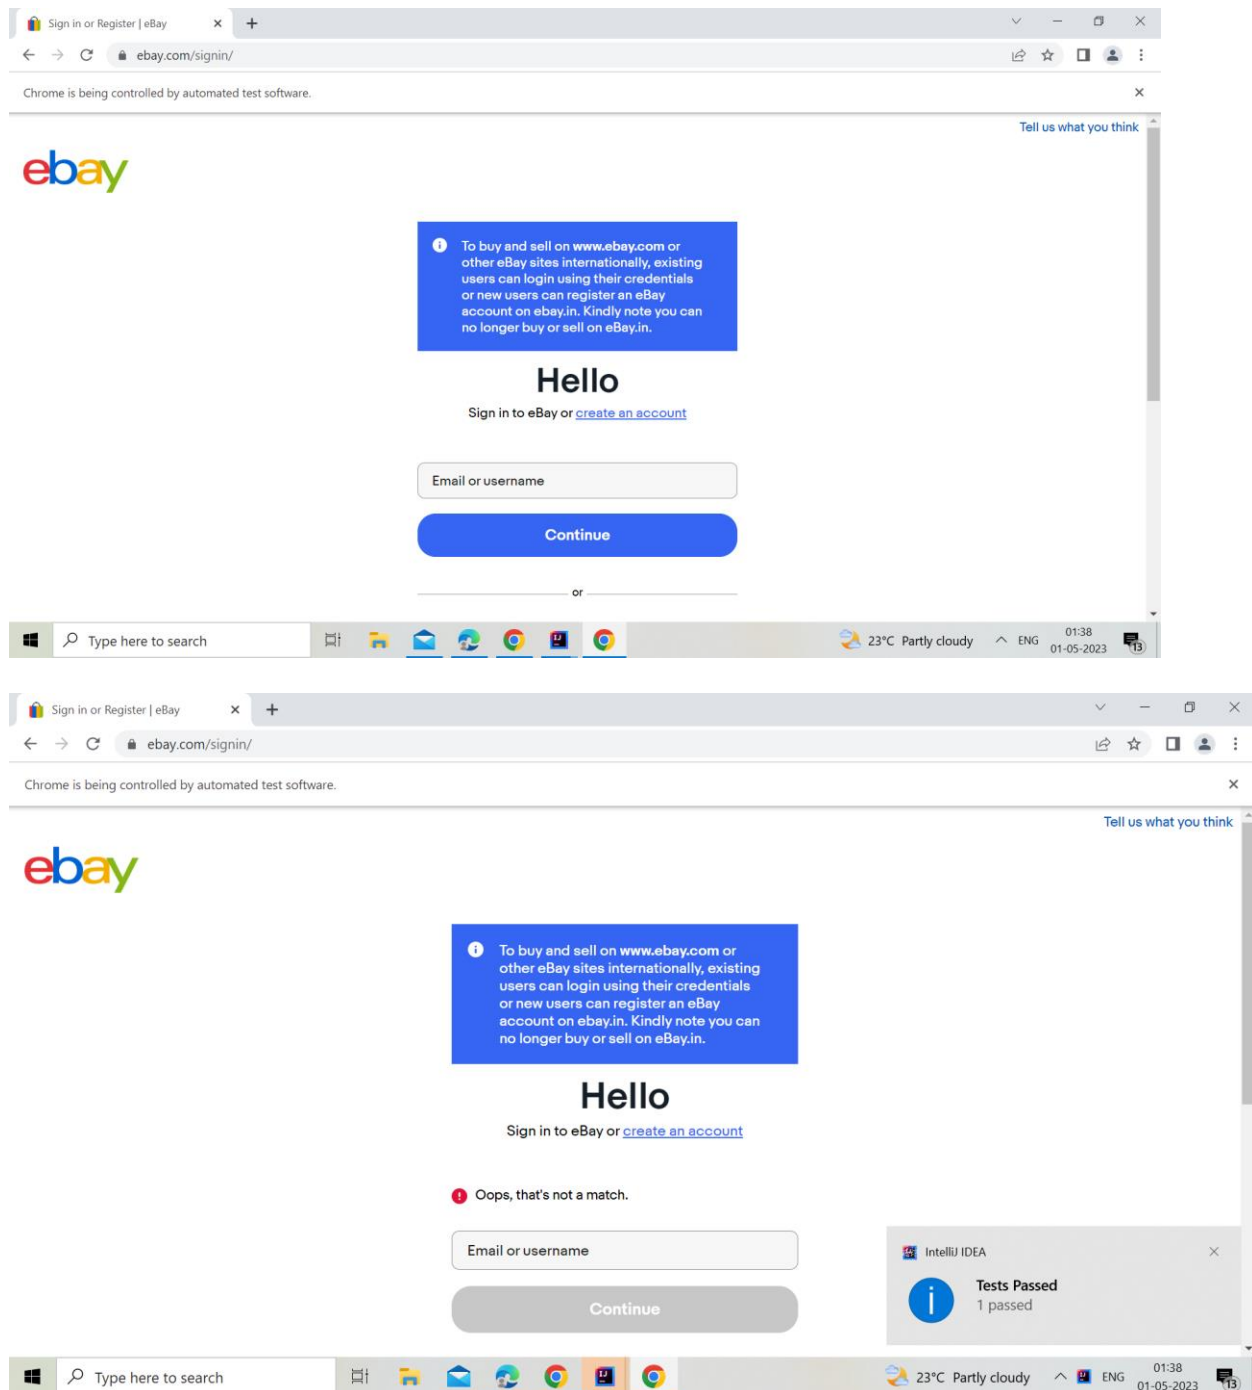 Sign in or Register | eBay
ebay.com/signin/
Chrome is being controlled by automated test software.
Tell us what you think
ebay
To buy and sell on www.ebay.com or
other eBay sites internationally, existing
users can login using their credentials
or new users can register an eBay
account on ebay.in. Kindly note you can
no longer buy or sell on eBay.in.
Hello
Sign in to eBay or create an account
Email or username
Continue
or
Type here to search
23°C Partly cloudy
ENG
01:38
01-05-2023
13
Sign in or Register | eBay
ebay.com/signin/
Chrome is being controlled by automated test software.
Tell us what you think
ebay
To buy and sell on www.ebay.com or
other eBay sites internationally, existing
users can login using their credentials
or new users can register an eBay
account on ebay.in. Kindly note you can
no longer buy or sell on eBay.in.
Hello
Sign in to eBay or create an account
Oops, that's not a match.
Email or username
Continue
IntelliJ IDEA
Tests Passed
1 passed
Type here to search
23°C Partly cloudy
ENG
01:38
01-05-2023
13